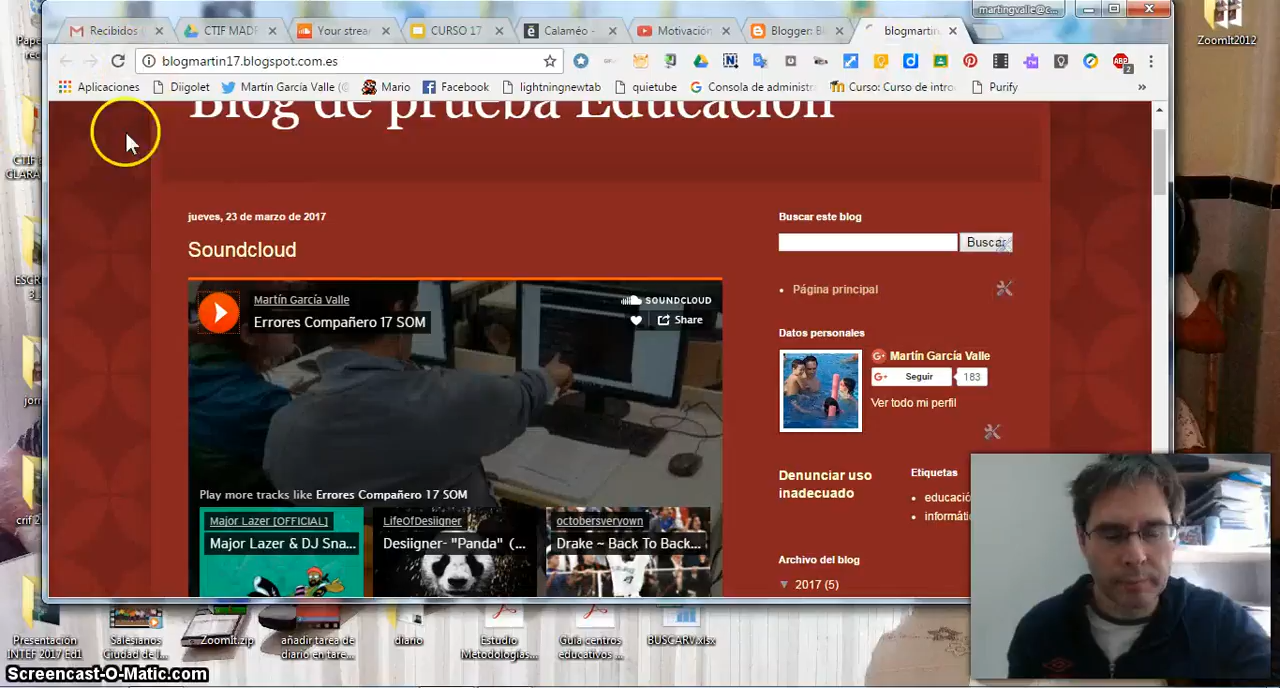 martingvalle@c...
ZoomIt2012
Recibidos
CTIF MADR
Your strea
CURSO 17
Calaméo -
Motivación
Blogger: B
blogmartin
blogmartin17.blogspot.com.es
Aplicaciones
Diigolet
Martin García Valle (@
Mario
Facebook
lightningnewtab
quietube
Consola de administra
Curso: Curso de intro
Purify
»
Blog de prueba Educación
jueves, 23 de marzo de 2017
Soundcloud
Martín García Valle
Errores Compañero 17 SOM
SOUNDCLOUD
Share
Play more tracks like Errores Compañero 17 SOM
Major Lazer [OFFICIAL]
Major Lazer & DJ Sna...
LifeOfDesiigner
Desiigner- "Panda" (...
octobersveryown
Drake ~ Back To Back...
Buscar este blog
Buscar
Página principal
Datos personales
Martín García Valle
Seguir
183
Ver todo mi perfil
Denunciar uso
inadecuado
Etiquetas
educació
informáti
Archivo del blog
2017 (5)
Presentación
INTEF 2017 Ed1
Salesianos
Ciudad de l...
ZoomIt.zip
añadir tarea de
diario en tare...
diario
Estudio
Metodologías...
Guia centros
educativos ...
BUSCARV.xlsx
Screencast-O-Matic.com